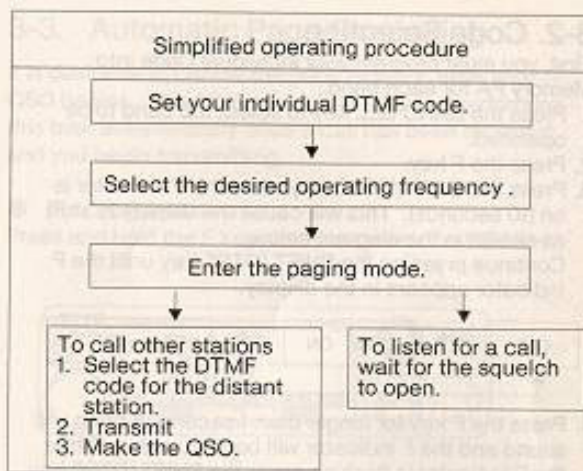 Simplified operating procedure
Set your individual DTMF code.
Select the desired operating frequency .
Enter the paging mode.
To call other stations
1. Select the DTMF
code for the distant
station.
2. Transmit
3. Make the QSO.
To listen for a call,
wait for the squelch
to open.